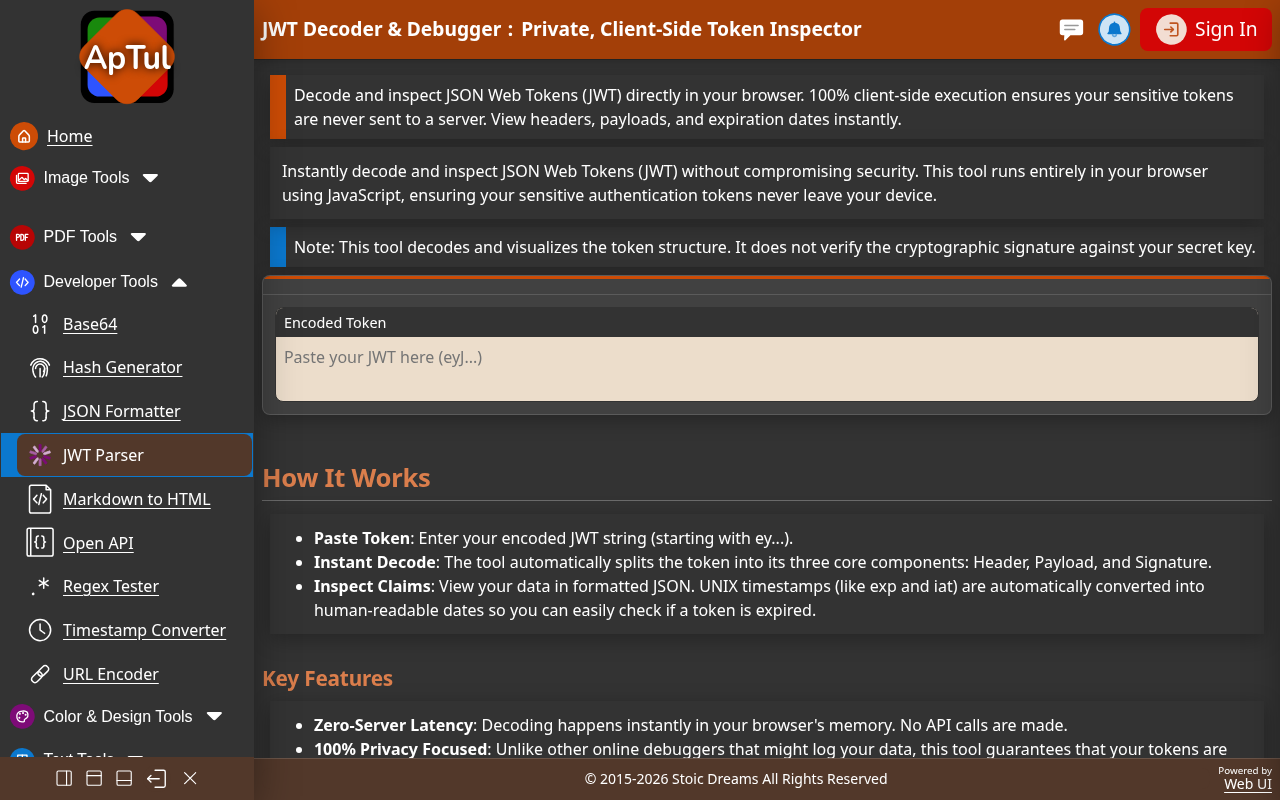 ApTul
Home
Image Tools
PDF
PDF Tools
Developer Tools
Base64
Hash Generator
JSON Formatter
JWT Parser
Markdown to HTML
Open API
Regex Tester
Timestamp Converter
URL Encoder
Color & Design Tools
JWT Decoder & Debugger : Private, Client-Side Token Inspector
Sign In
Decode and inspect JSON Web Tokens (JWT) directly in your browser. 100% client-side execution ensures your sensitive tokens
are never sent to a server. View headers, payloads, and expiration dates instantly.
Instantly decode and inspect JSON Web Tokens (JWT) without compromising security. This tool runs entirely in your browser
using JavaScript, ensuring your sensitive authentication tokens never leave your device.
Note: This tool decodes and visualizes the token structure. It does not verify the cryptographic signature against your secret key.
Encoded Token
Paste your JWT here (eyJ...)
How It Works
Paste Token: Enter your encoded JWT string (starting with ey...).
Instant Decode: The tool automatically splits the token into its three core components: Header, Payload, and Signature.
Inspect Claims: View your data in formatted JSON. UNIX timestamps (like exp and iat) are automatically converted into
human-readable dates so you can easily check if a token is expired.
Key Features
Zero-Server Latency: Decoding happens instantly in your browser's memory. No API calls are made.
100% Privacy Focused: Unlike other online debuggers that might log your data, this tool guarantees that your tokens are
© 2015-2026 Stoic Dreams All Rights Reserved
Powered by
Web UI